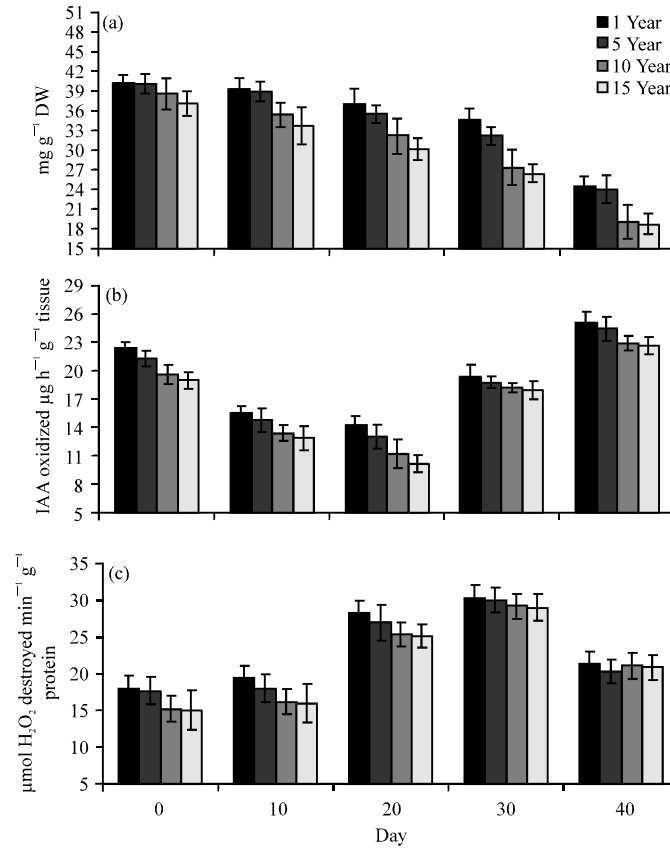 (a)
1 Year
5 Year
10 Year
15 Year
51
48
45
42
39
36
33
30
27
24
21
18
15
mg g⁻¹ DW
(b)
29
26
23
20
17
14
11
8
5
IAA oxidized µg h⁻¹ g⁻¹ tissue
(c)
35
30
25
20
15
10
5
µmol H₂O₂ destroyed min⁻¹ g⁻¹
protein
0 10 20 30 40
Day